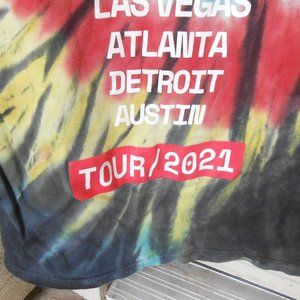 LAS VEGAS
ATLANTA
DETROIT
AUSTIN
TOUR/2021